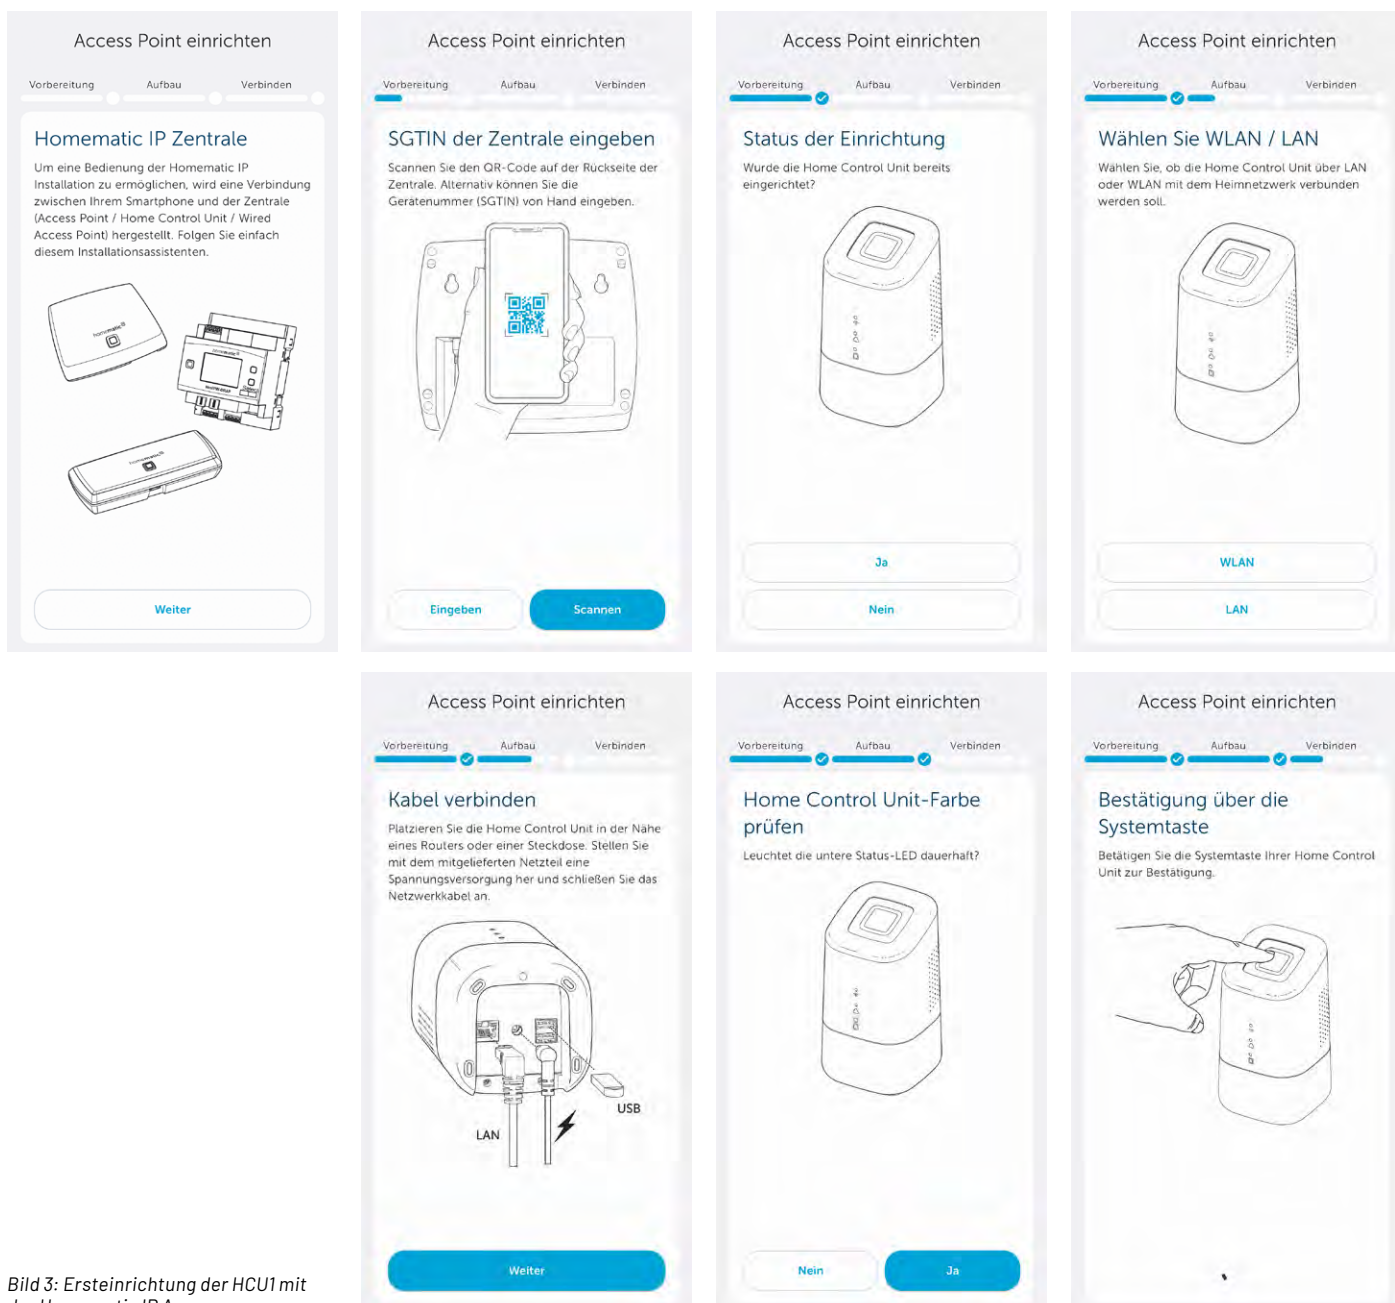 Access Point einrichten
Vorbereitung Aufbau Verbinden
Homematic IP Zentrale
Um eine Bedienung der Homematic IP
Installation zu ermöglichen, wird eine Verbindung
zwischen Ihrem Smartphone und der Zentrale
(Access Point / Home Control Unit / Wired
Access Point) hergestellt. Folgen Sie einfach
diesem Installationsassistenten.
homematic
homematic
homematic
Weiter
Access Point einrichten
Vorbereitung Aufbau Verbinden
SGTIN der Zentrale eingeben
Scannen Sie den QR-Code auf der Rückseite der
Zentrale. Alternativ können Sie die
Gerätenummer (SGTIN) von Hand eingeben.
Eingeben Scannen
Access Point einrichten
Vorbereitung Aufbau Verbinden
Status der Einrichtung
Wurde die Home Control Unit bereits
eingerichtet?
Ja
Nein
Access Point einrichten
Vorbereitung Aufbau Verbinden
Wählen Sie WLAN / LAN
Wählen Sie, ob die Home Control Unit über LAN
oder WLAN mit dem Heimnetzwerk verbunden
werden soll.
WLAN
LAN
Access Point einrichten
Vorbereitung Aufbau Verbinden
Kabel verbinden
Platzieren Sie die Home Control Unit in der Nähe
eines Routers oder einer Steckdose. Stellen Sie
mit dem mitgelieferten Netzteil eine
Spannungsversorgung her und schließen Sie das
Netzwerkkabel an.
USB
LAN
Weiter
Access Point einrichten
Vorbereitung Aufbau Verbinden
Home Control Unit-Farbe
prüfen
Leuchtet die untere Status-LED dauerhaft?
Nein Ja
Access Point einrichten
Vorbereitung Aufbau Verbinden
Bestätigung über die
Systemtaste
Betätigen Sie die Systemtaste Ihrer Home Control
Unit zur Bestätigung.
Bild 3: Ersteinrichtung der HCU1 mit